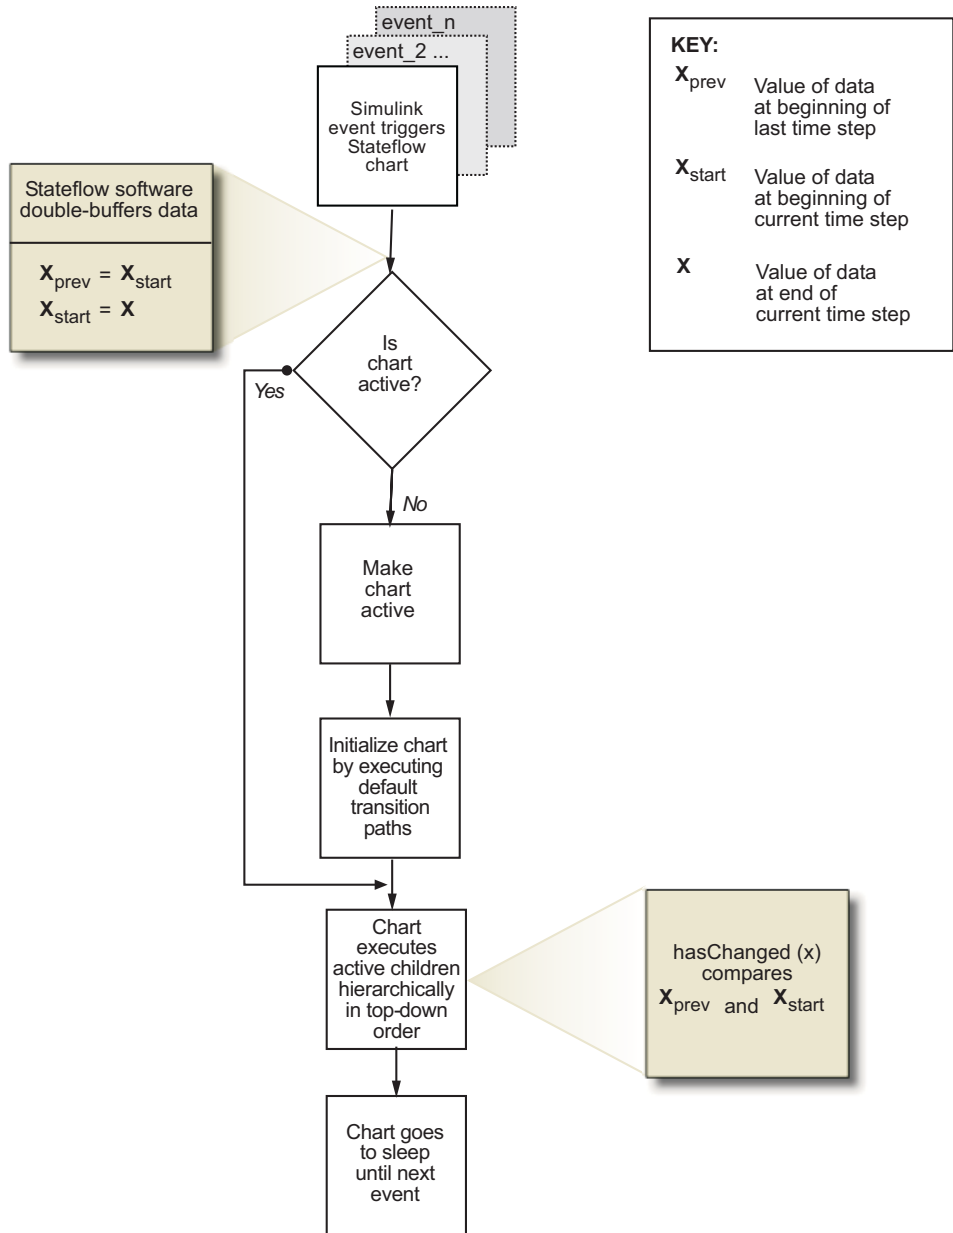 event_n
event_2 ...
Simulink
event triggers
Stateflow
chart
KEY:
Xprev Value of data
at beginning of
last time step
Xstart Value of data
at beginning of
current time step
X Value of data
at end of
current time step
Stateflow software
double-buffers data
Xprev = Xstart
Xstart = X
Is
chart
active?
Yes
No
Make
chart
active
Initialize chart
by executing
default
transition
paths
Chart
executes
active children
hierarchically
in top-down
order
hasChanged (x)
compares
Xprev and Xstart
Chart goes
to sleep
until next
event